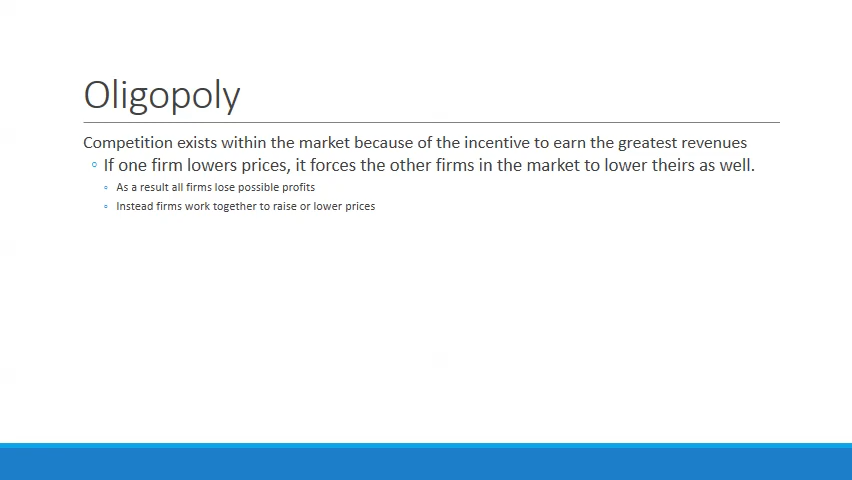 Oligopoly
Competition exists within the market because of the incentive to earn the greatest revenues
◦ If one firm lowers prices, it forces the other firms in the market to lower theirs as well.
◦ As a result all firms lose possible profits
◦ Instead firms work together to raise or lower prices